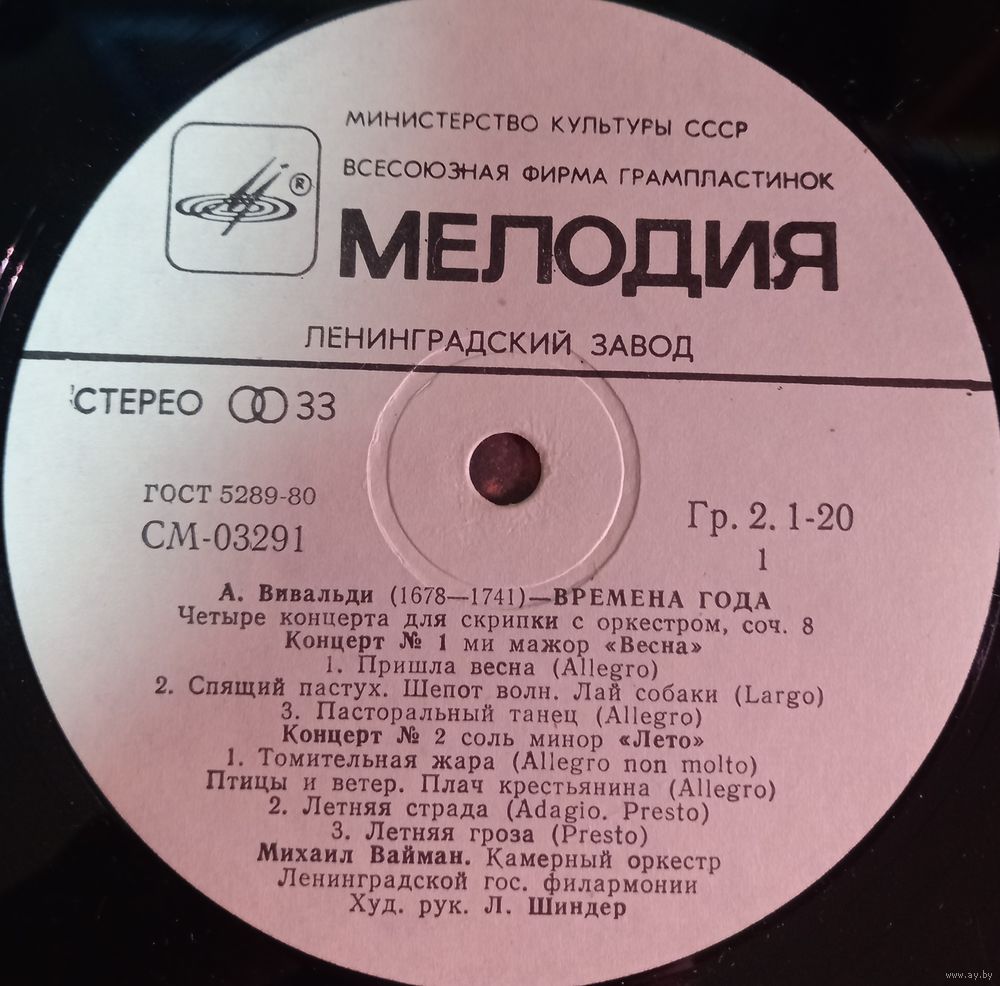 МИНИСТЕРСТВО КУЛЬТУРЫ СССР
ВСЕСОЮЗНАЯ ФИРМА ГРАМПЛАСТИНОК
®
МЕЛОДИЯ
ЛЕНИНГРАДСКИЙ ЗАВОД
СТЕРЕО 33
ГОСТ 5289-80
СМ-03291
Гр. 2. 1-20
1
А. Вивальди (1678—1741)—ВРЕМЕНА ГОДА
Четыре концерта для скрипки с оркестром, соч. 8
Концерт № 1 ми мажор «Весна»
1. Пришла весна (Allegro)
2. Спящий пастух. Шепот волн. Лай собаки (Largo)
3. Пасторальный танец (Allegro)
Концерт № 2 соль минор «Лето»
1. Томительная жара (Allegro non molto)
Птицы и ветер. Плач крестьянина (Allegro)
2. Летняя страда (Adagio. Presto)
3. Летняя гроза (Presto)
Михаил Вайман. Камерный оркестр
Ленинградской гос. филармонии
Худ. рук. Л. Шиндер
www.ay.by